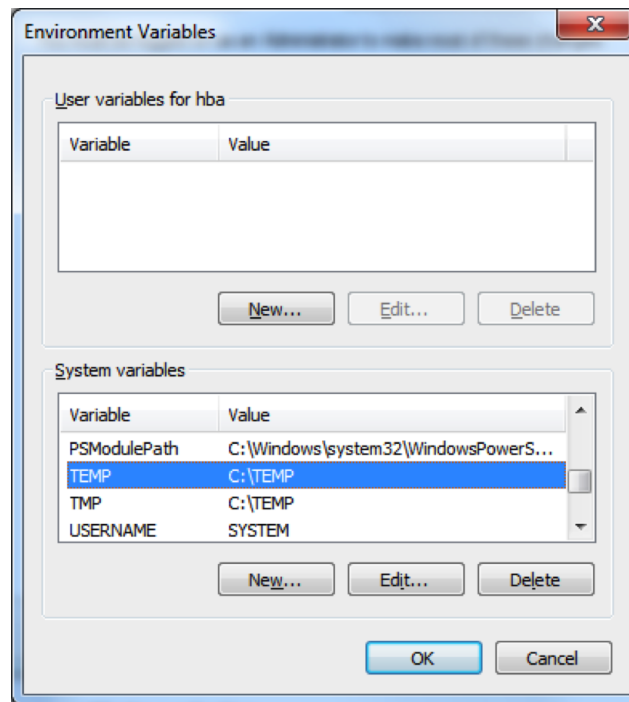 Environment Variables
User variables for hba
Variable Value
New... Edit... Delete
System variables
Variable Value
PSModulePath C:\Windows\system32\WindowsPowerS...
TEMP C:\TEMP
TMP C:\TEMP
USERNAME SYSTEM
New... Edit... Delete
OK Cancel